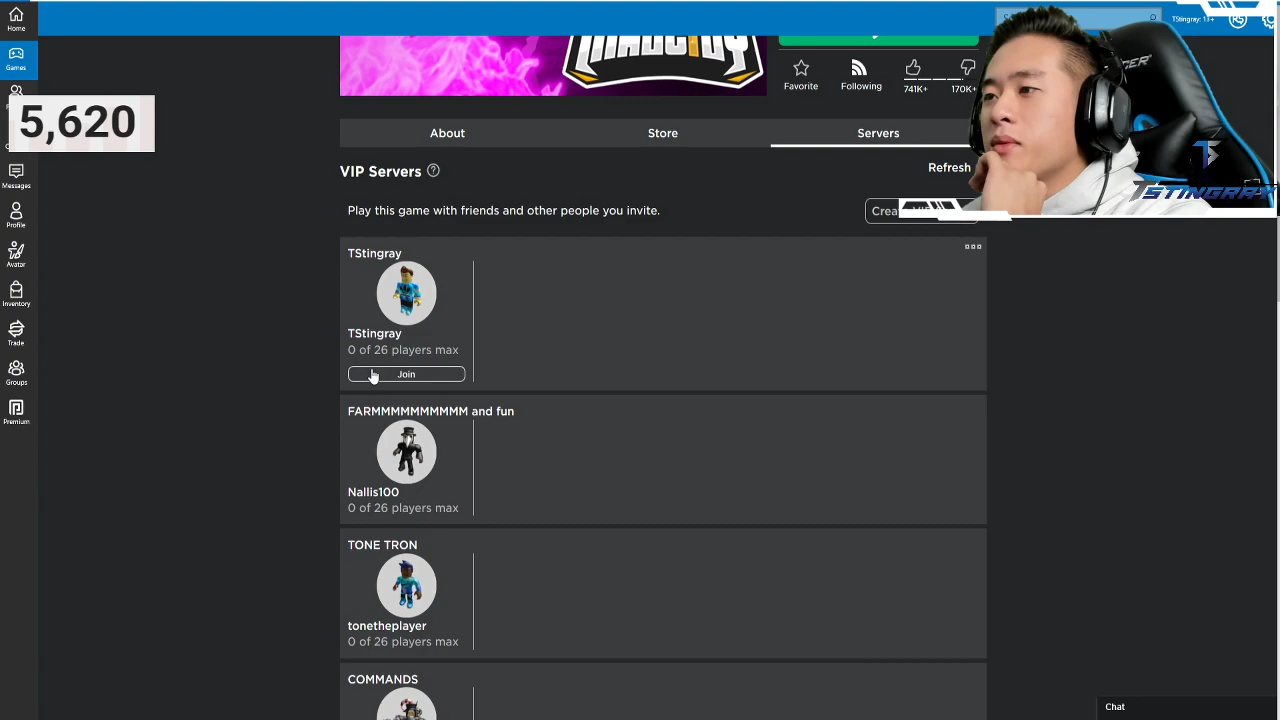 Home
TStingray: 13+
Games
MADCITY
Favorite
Following
741K+
170K+
5,620
About
Store
Servers
Messages
VIP Servers
Refresh
TSTINGRAY
Profile
Play this game with friends and other people you invite.
Avatar
TStingray
Inventory
TStingray
Trade
0 of 26 players max
Groups
Join
Premium
FARMMMMMMMMMM and fun
Nallis100
0 of 26 players max
TONE TRON
tonetheplayer
0 of 26 players max
COMMANDS
Chat